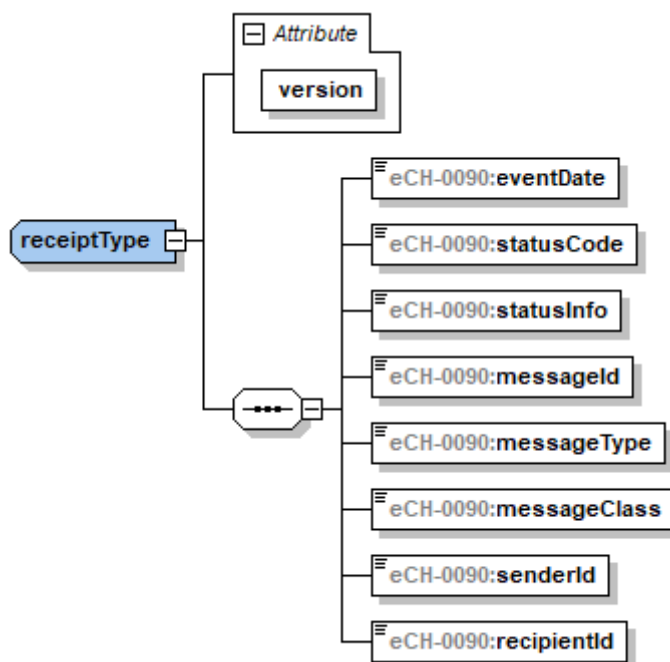 Attribute
version
eCH-0090:eventDate
receiptType
eCH-0090:statusCode
eCH-0090:statusInfo
eCH-0090:messageId
eCH-0090:messageType
eCH-0090:messageClass
eCH-0090:senderId
eCH-0090:recipientId